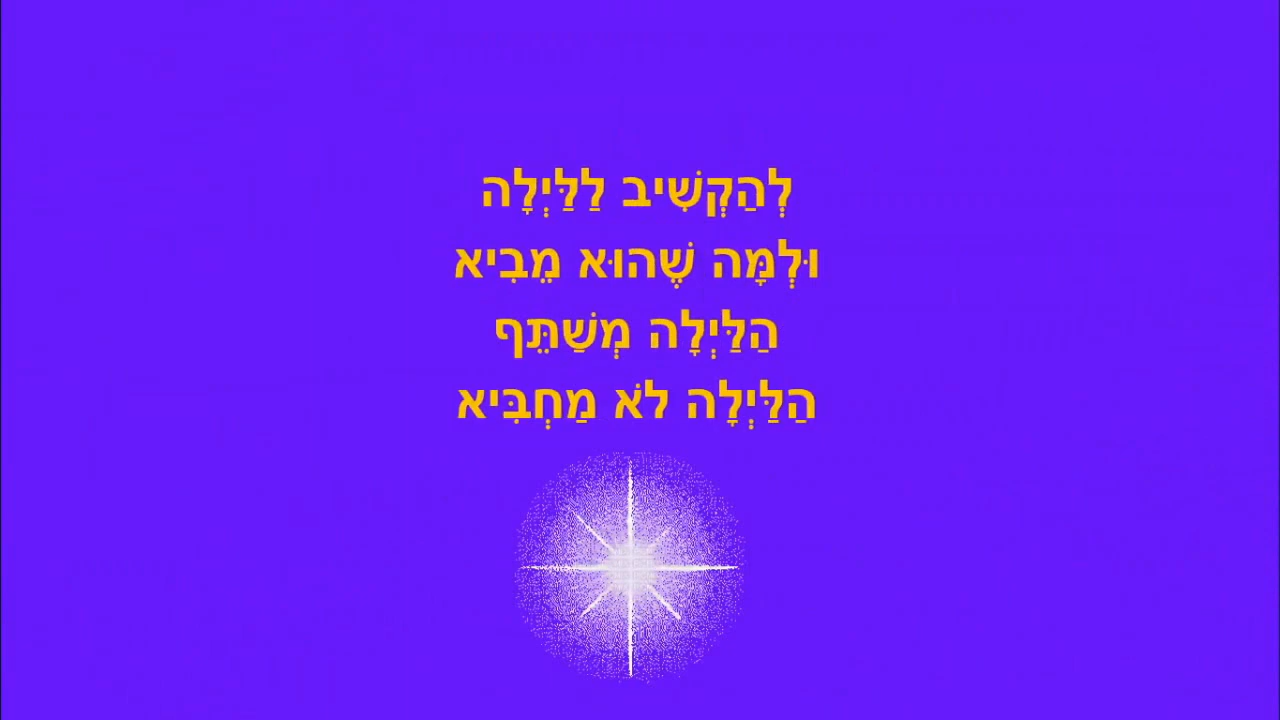 לְהַקְשִׁיב לַלַּיְלָה
וּלְמָּה שֶׁהוּא מֵבִיא
הַלַּיְלָה מְשַׁתֵּף
הַלַּיְלָה לֹא מַחְבִּיא